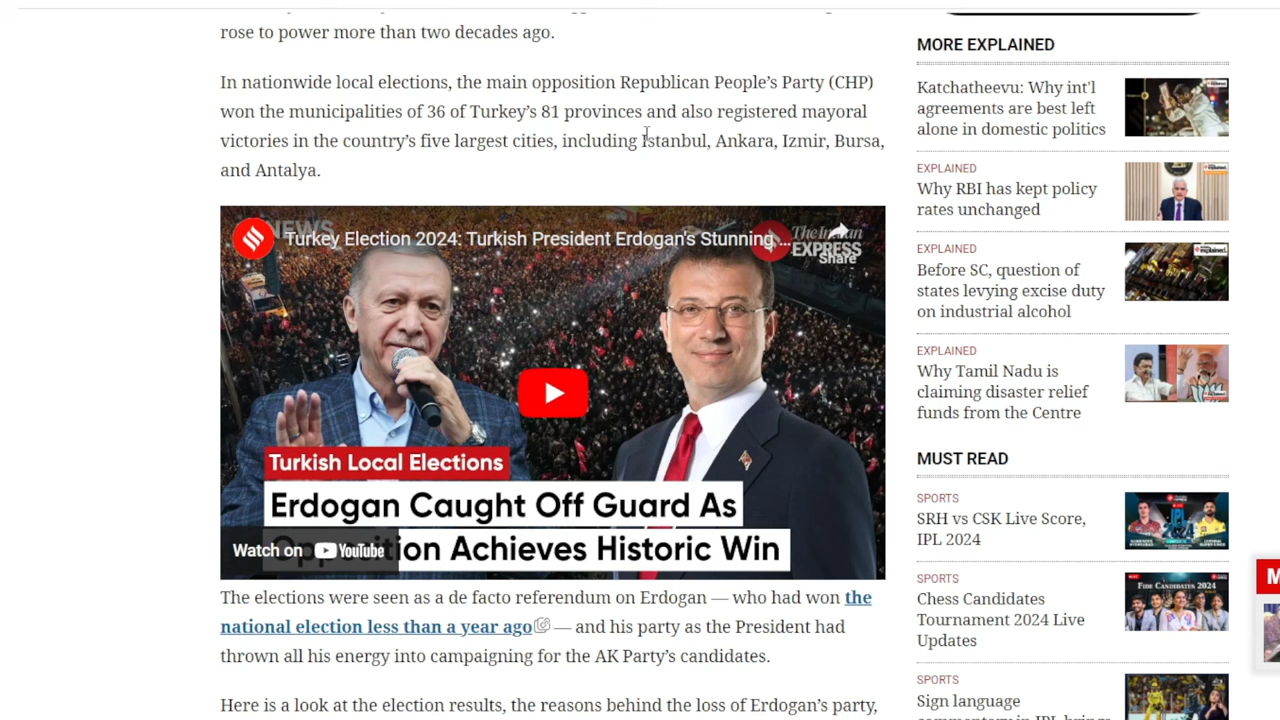 rose to power more than two decades ago.
In nationwide local elections, the main opposition Republican People's Party (CHP)
won the municipalities of 36 of Turkey's 81 provinces and also registered mayoral
victories in the country's five largest cities, including Istanbul, Ankara, Izmir, Bursa,
and Antalya.
NEWS
Turkey Election 2024: Turkish President Erdogan's Stunning ...
The Indian
EXPRESS
Share
Turkish Local Elections
Erdogan Caught Off Guard As
Opposition Achieves Historic Win
Watch on YouTube
The elections were seen as a defacto referendum on Erdogan — who had won the
national election less than a year ago — and his party as the President had
thrown all his energy into campaigning for the AK Party's candidates.
Here is a look at the election results, the reasons behind the loss of Erdogan's party,
MORE EXPLAINED
Katchatheevu: Why int'l
agreements are best left
alone in domestic politics
EXPLAINED
Why RBI has kept policy
rates unchanged
EXPLAINED
Before SC, question of
states levying excise duty
on industrial alcohol
EXPLAINED
Why Tamil Nadu is
claiming disaster relief
funds from the Centre
MUST READ
SPORTS
SRH vs CSK Live Score,
IPL 2024
SPORTS
Chess Candidates
Tournament 2024 Live
Updates
FIDE CANDIDATES 2024
SPORTS
Sign language